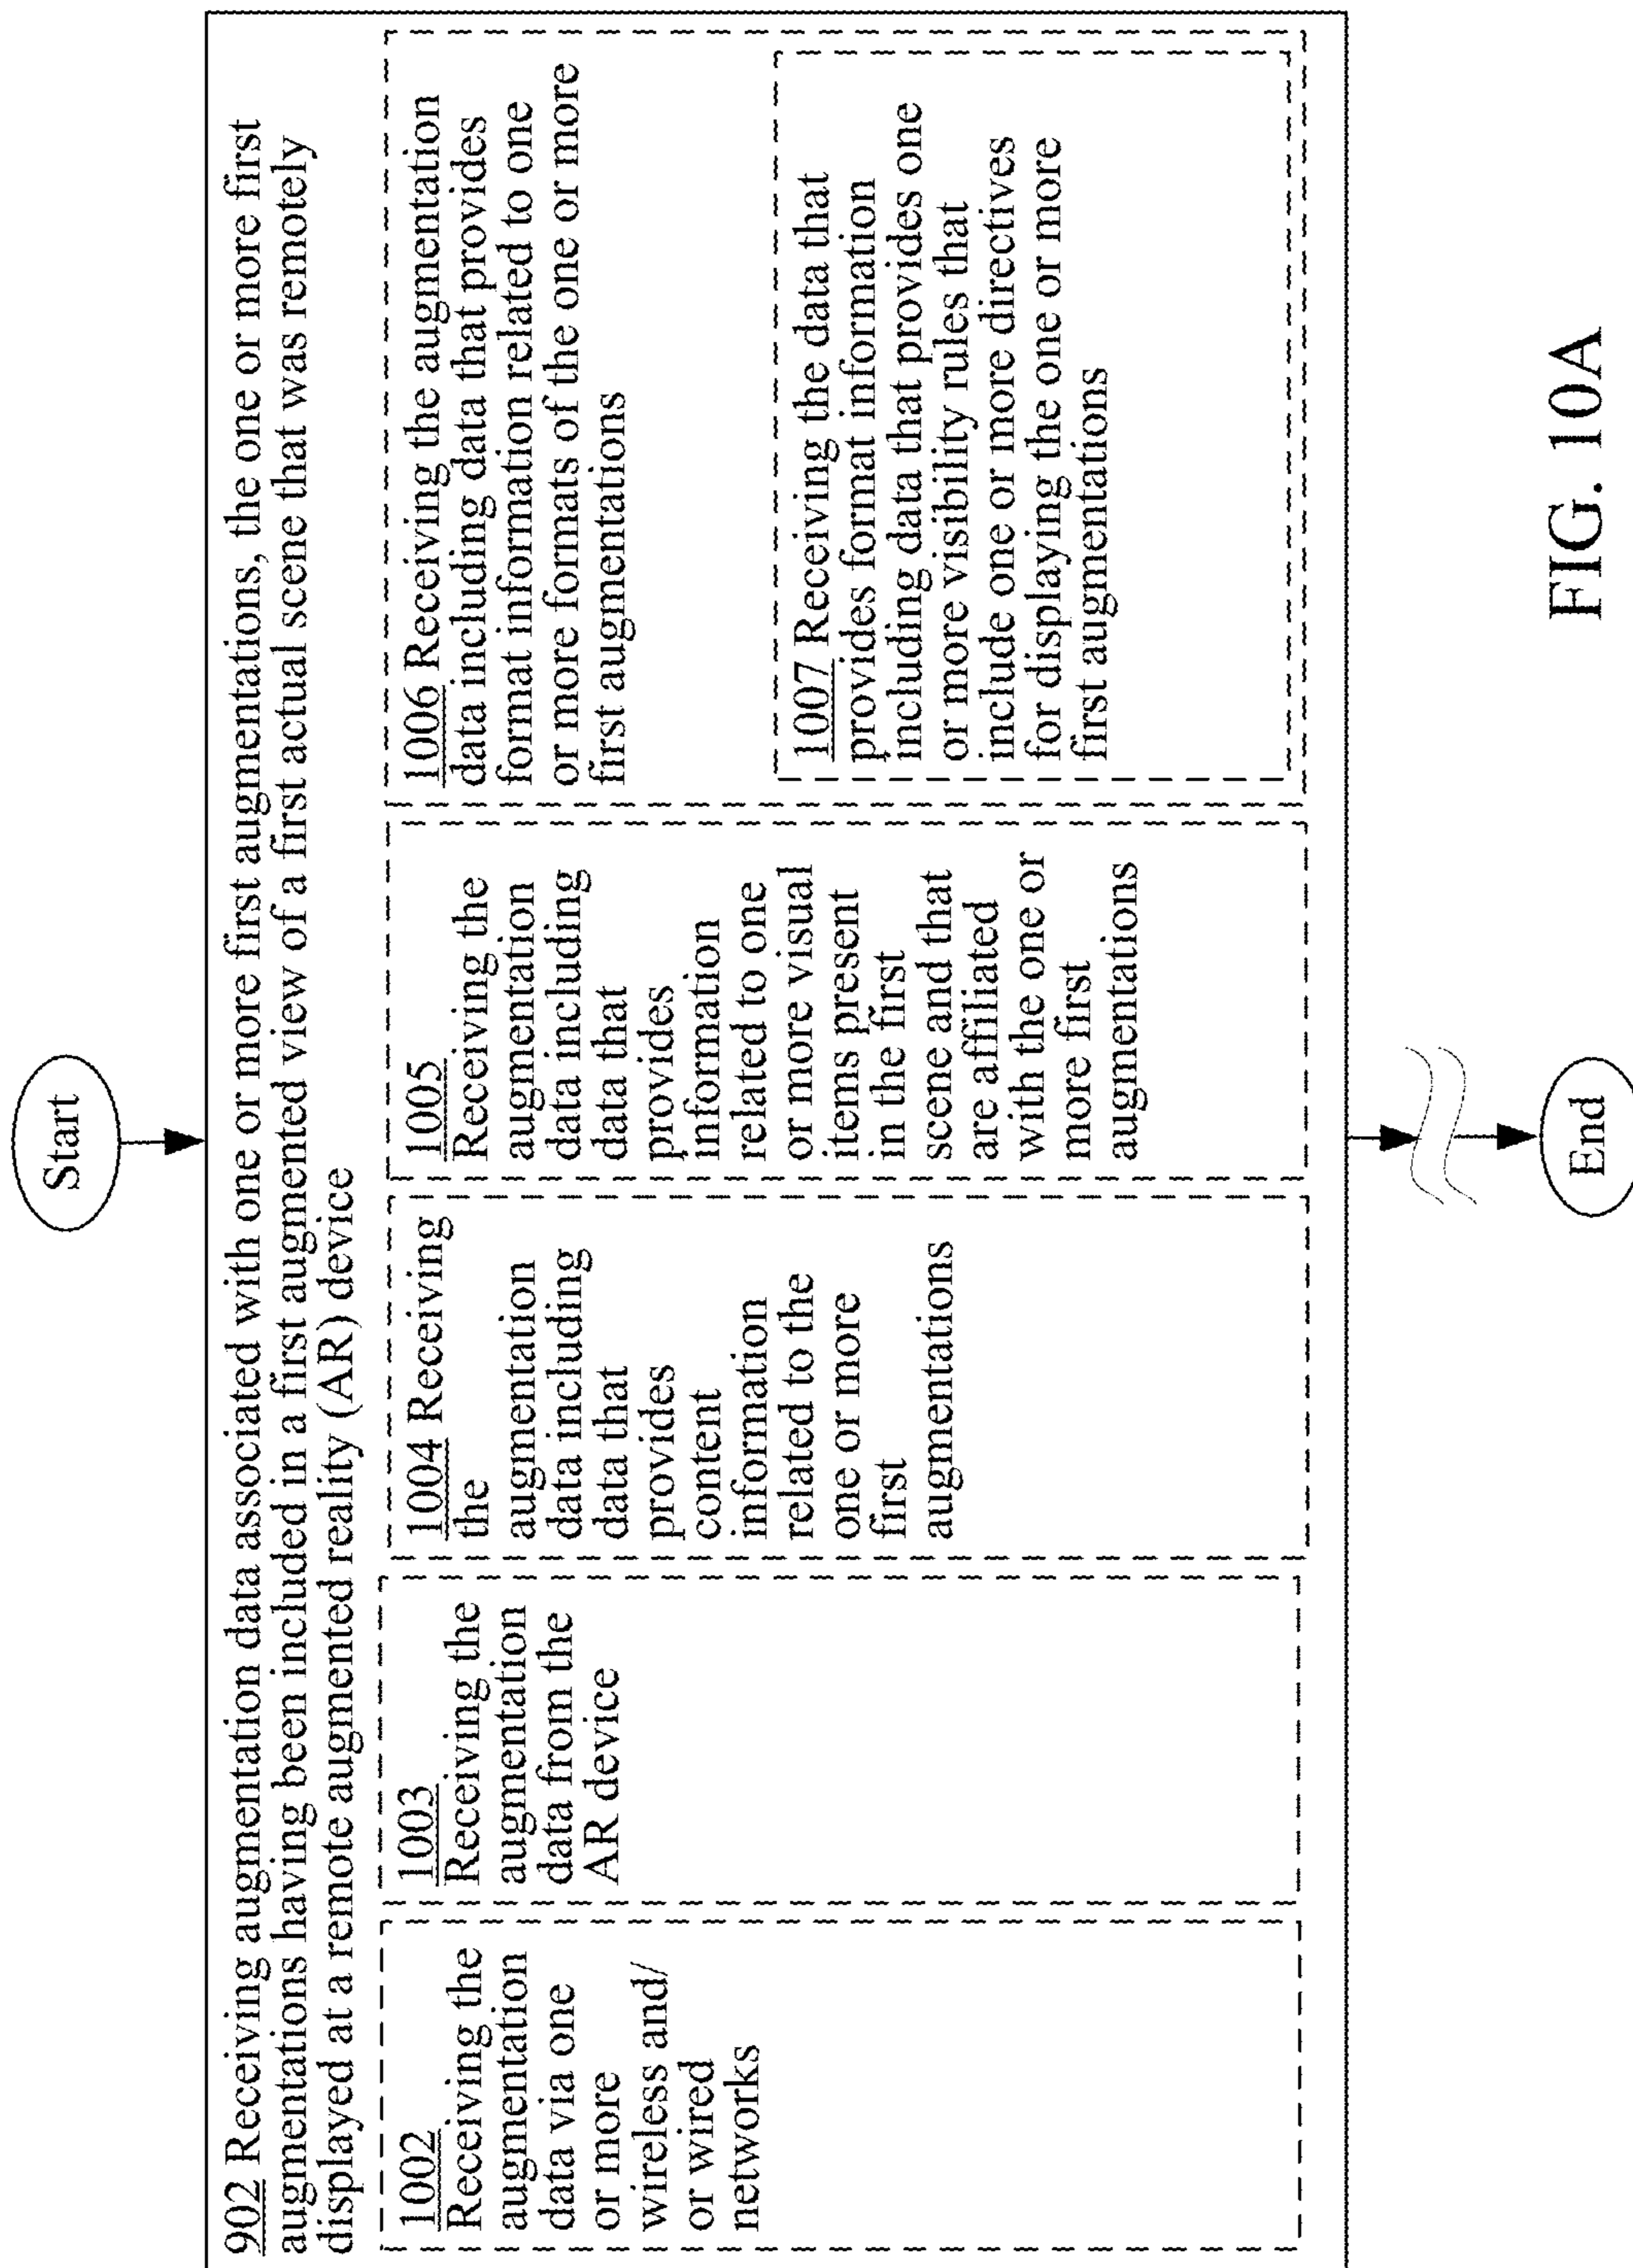 Start
902 Receiving augmentation data associated with one or more first augmentations, the one or more first
augmentations having been included in a first augmented view of a first actual scene that was remotely
displayed at a remote augmented reality (AR) device
1002
Receiving the
augmentation
data via one
or more
wireless and/
or wired
networks
1003
Receiving the
augmentation
data from the
AR device
1004 Receiving
the
augmentation
data including
data that
provides
content
information
related to the
one or more
first
augmentations
1005
Receiving the
augmentation
data including
data that
provides
information
related to one
or more visual
items present
in the first
scene and that
are affiliated
with the one or
more first
augmentations
1006 Receiving the augmentation
data including data that provides
format information related to one
or more formats of the one or more
first augmentations
1007 Receiving the data that
provides format information
including data that provides one
or more visibility rules that
include one or more directives
for displaying the one or more
first augmentations
End
FIG. 10A